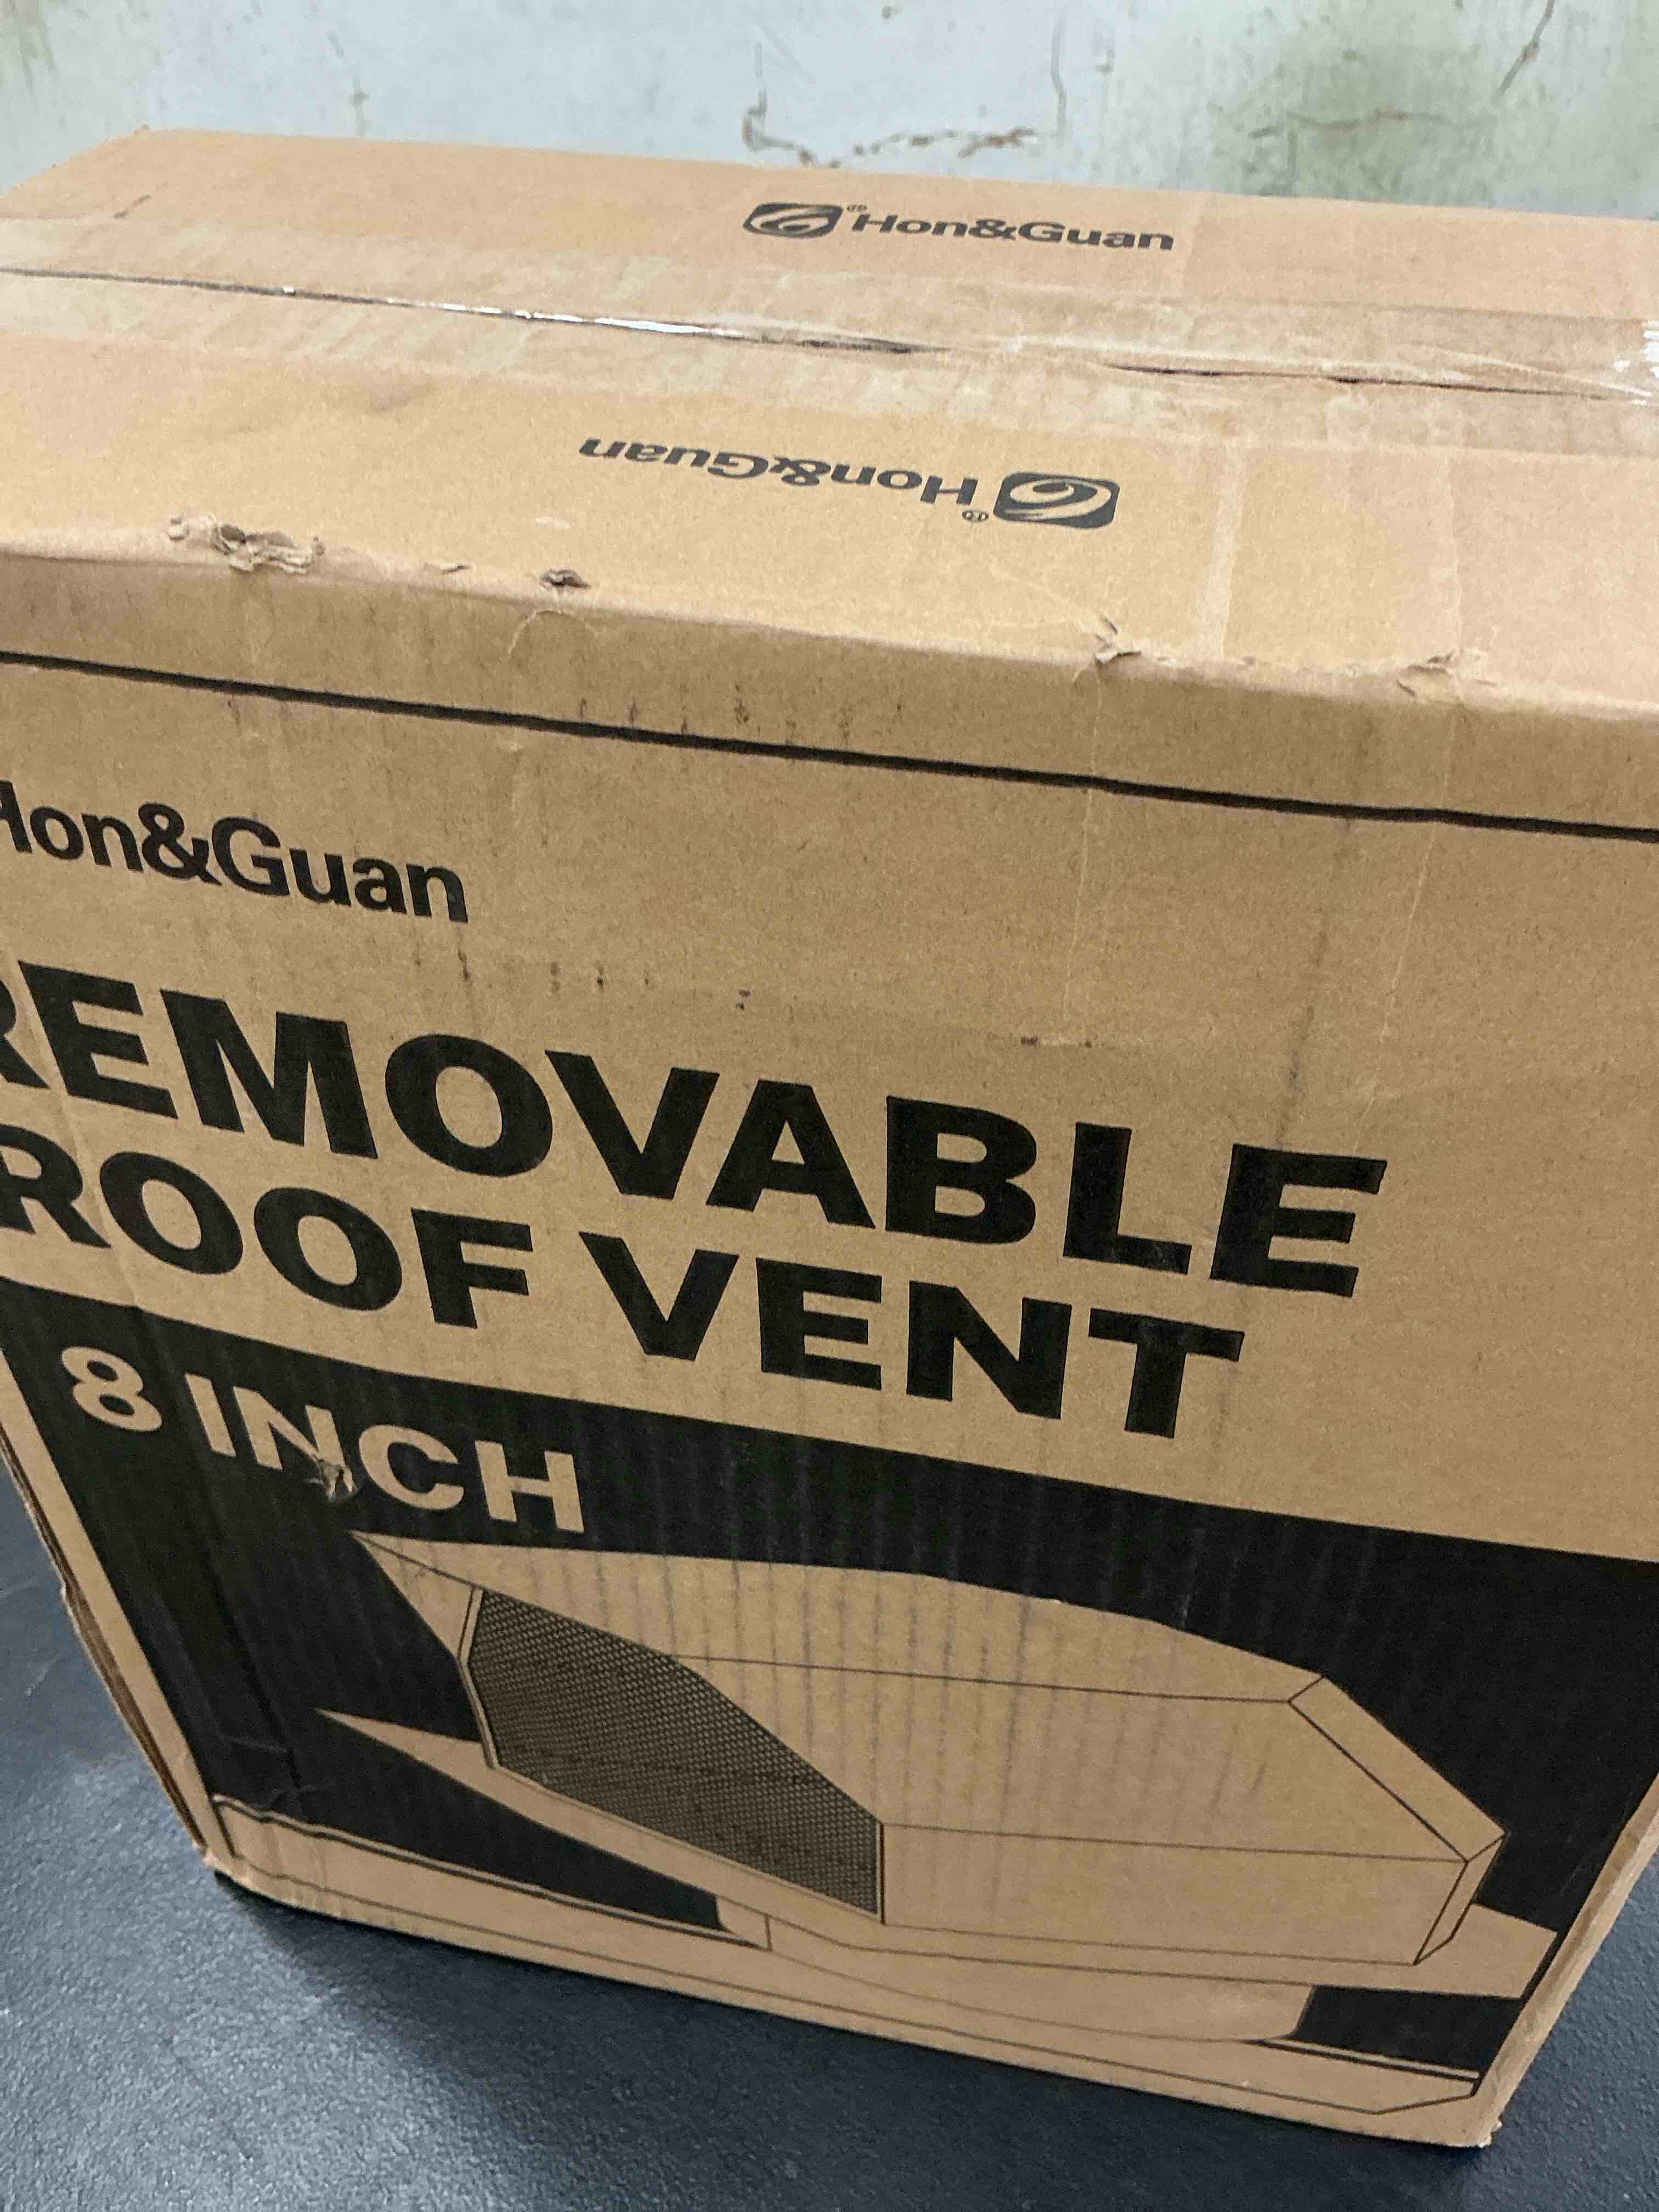 ®Hon&Guan
®Hon&Guan
Hon&Guan
REMOVABLE
ROOF VENT
8 INCH